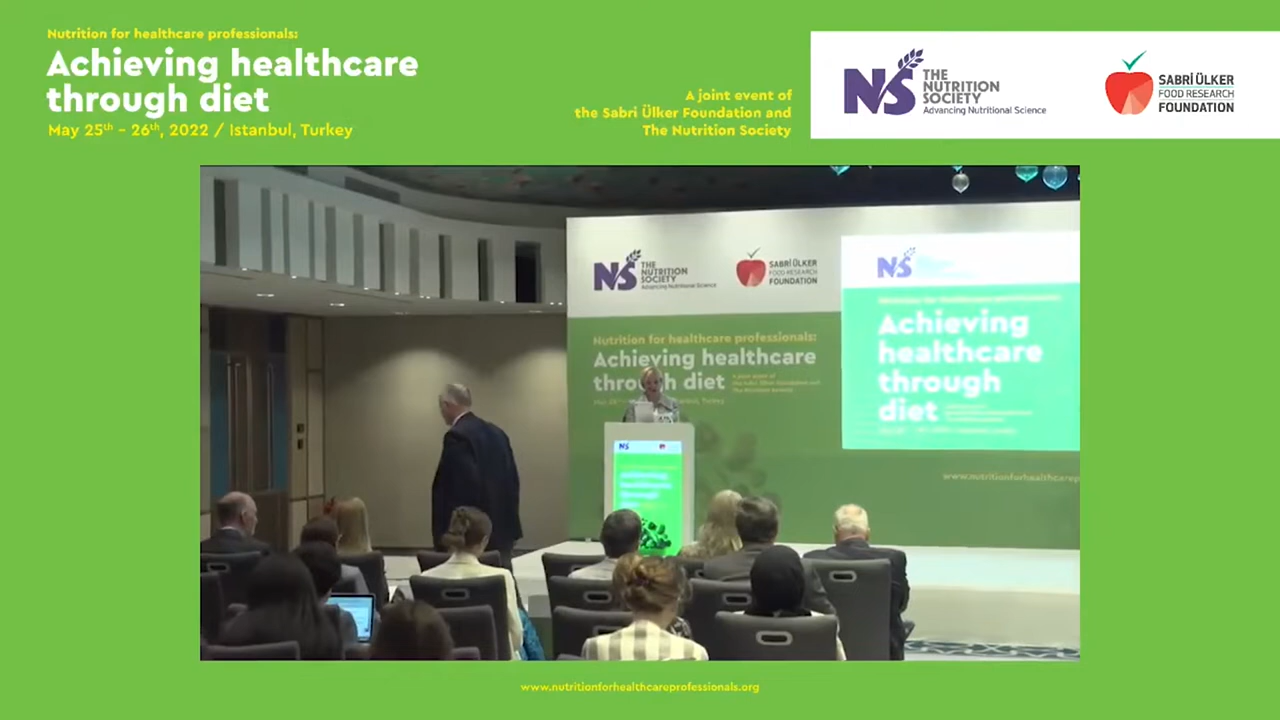 Nutrition for healthcare professionals:
Achieving healthcare
through diet
May 25th - 26th, 2022 / Istanbul, Turkey
A joint event of
the Sabri Ülker Foundation and
The Nutrition Society
NS THE
NUTRITION
SOCIETY
Advancing Nutritional Science
SABRİ ÜLKER
FOOD RESEARCH
FOUNDATION
NS THE
NUTRITION
SOCIETY
Advancing Nutritional Science
SABRİ ÜLKER
FOOD RESEARCH
FOUNDATION
Nutrition for healthcare professionals:
Achieving healthcare
diet
NS
Achieving
healthcare
through
diet
NS
www.nutritionforhealthcarep
www.nutritionforhealthcareprofessionals.org